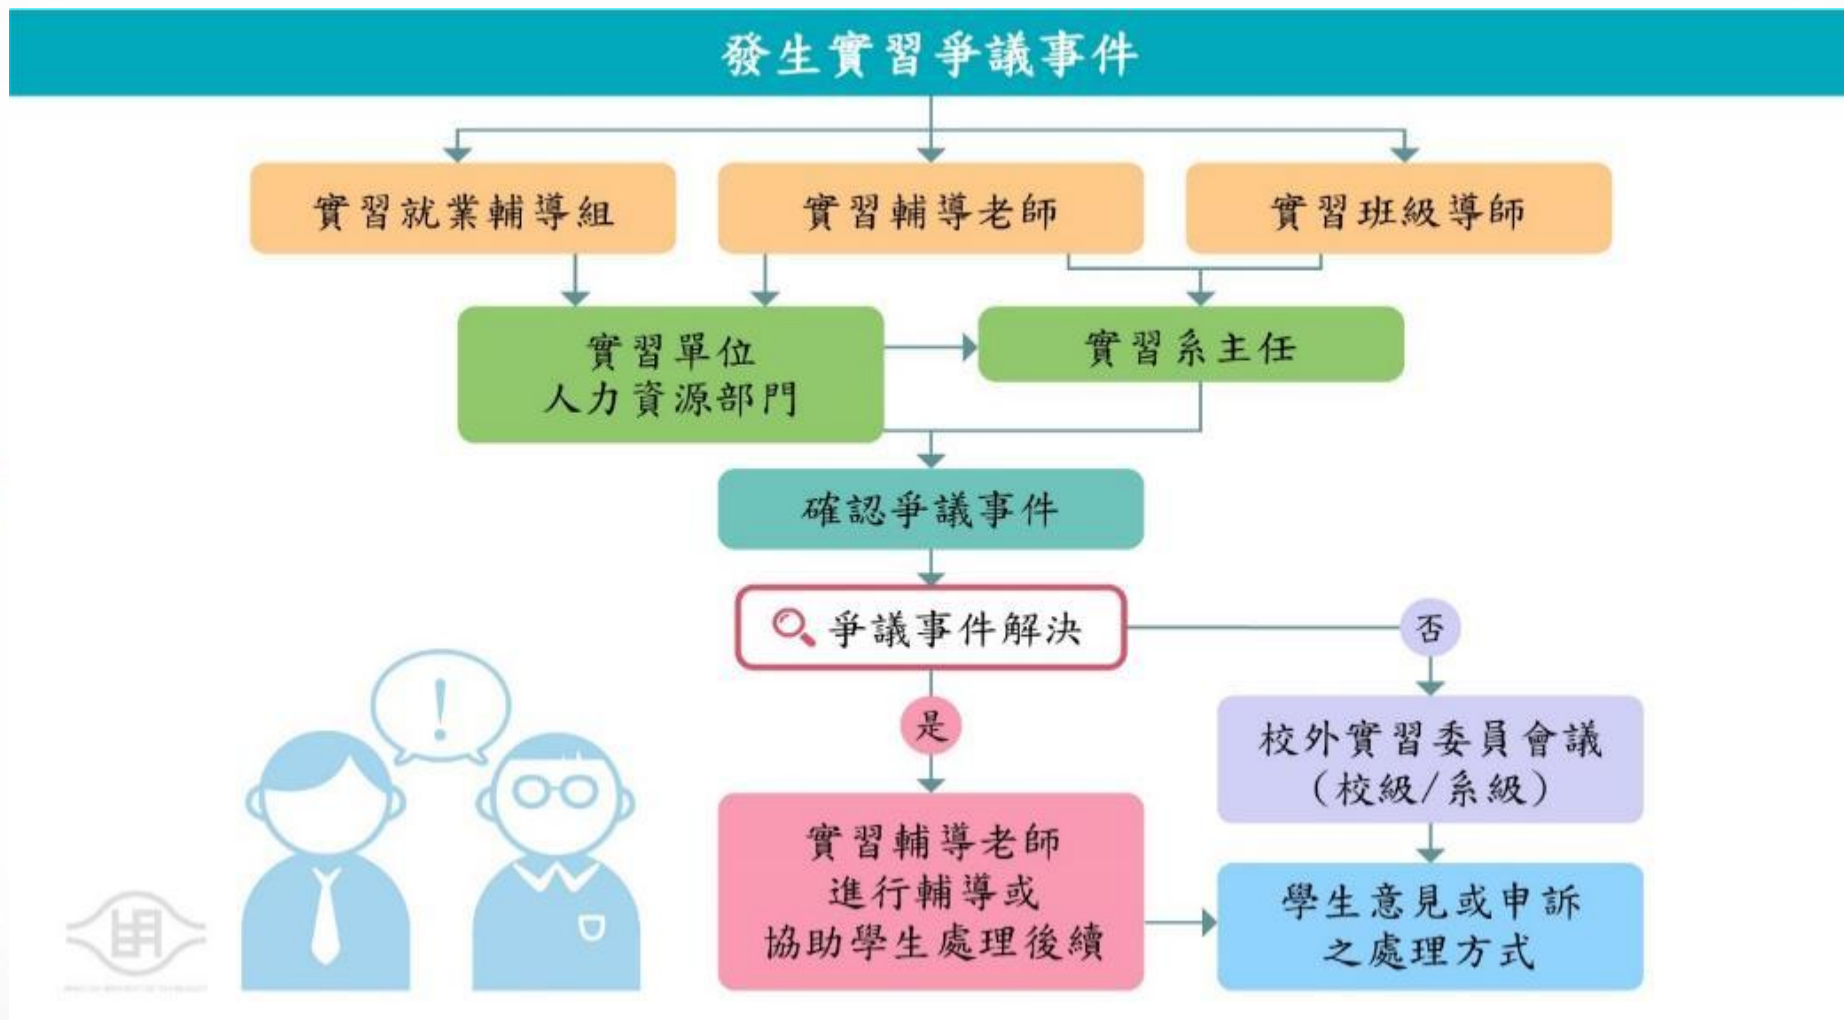 發生實習爭議事件
實習就業輔導組
實習輔導老師
實習班級導師
實習單位
人力資源部門
實習系主任
確認爭議事件
爭議事件解決
否
是
校外實習委員會議
(校級/系級)
實習輔導老師
進行輔導或
協助學生處理後續
學生意見或申訴
之處理方式